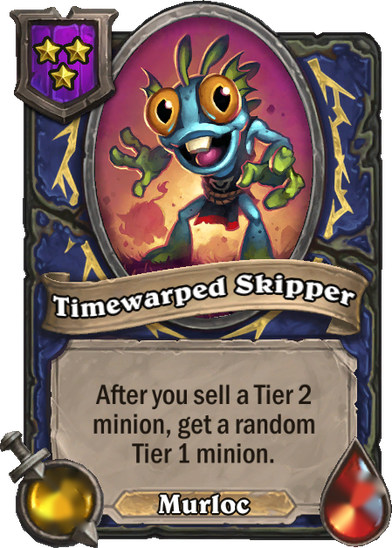 Timewarped Skipper
After you sell a Tier 2
minion, get a random
Tier 1 minion.
Murloc